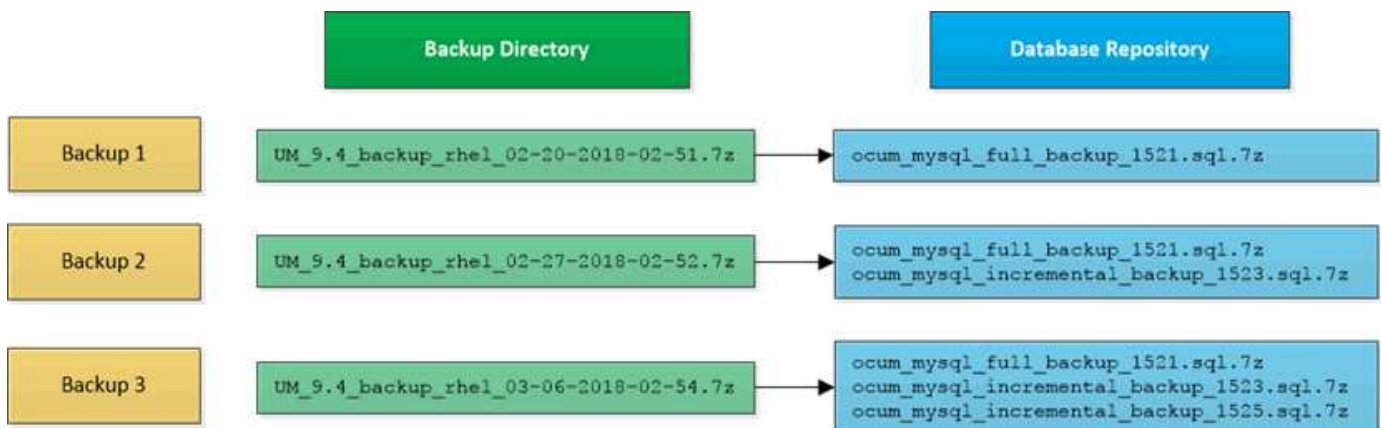 Backup Directory
Database Repository
Backup 1
UM_9.4_backup_rhel_02-20-2018-02-51.7z
ocum_mysql_full_backup_1521.sql.7z
Backup 2
UM_9.4_backup_rhel_02-27-2018-02-52.7z
ocum_mysql_full_backup_1521.sql.7z
ocum_mysql_incremental_backup_1523.sql.7z
Backup 3
UM_9.4_backup_rhel_03-06-2018-02-54.7z
ocum_mysql_full_backup_1521.sql.7z
ocum_mysql_incremental_backup_1523.sql.7z
ocum_mysql_incremental_backup_1525.sql.7z